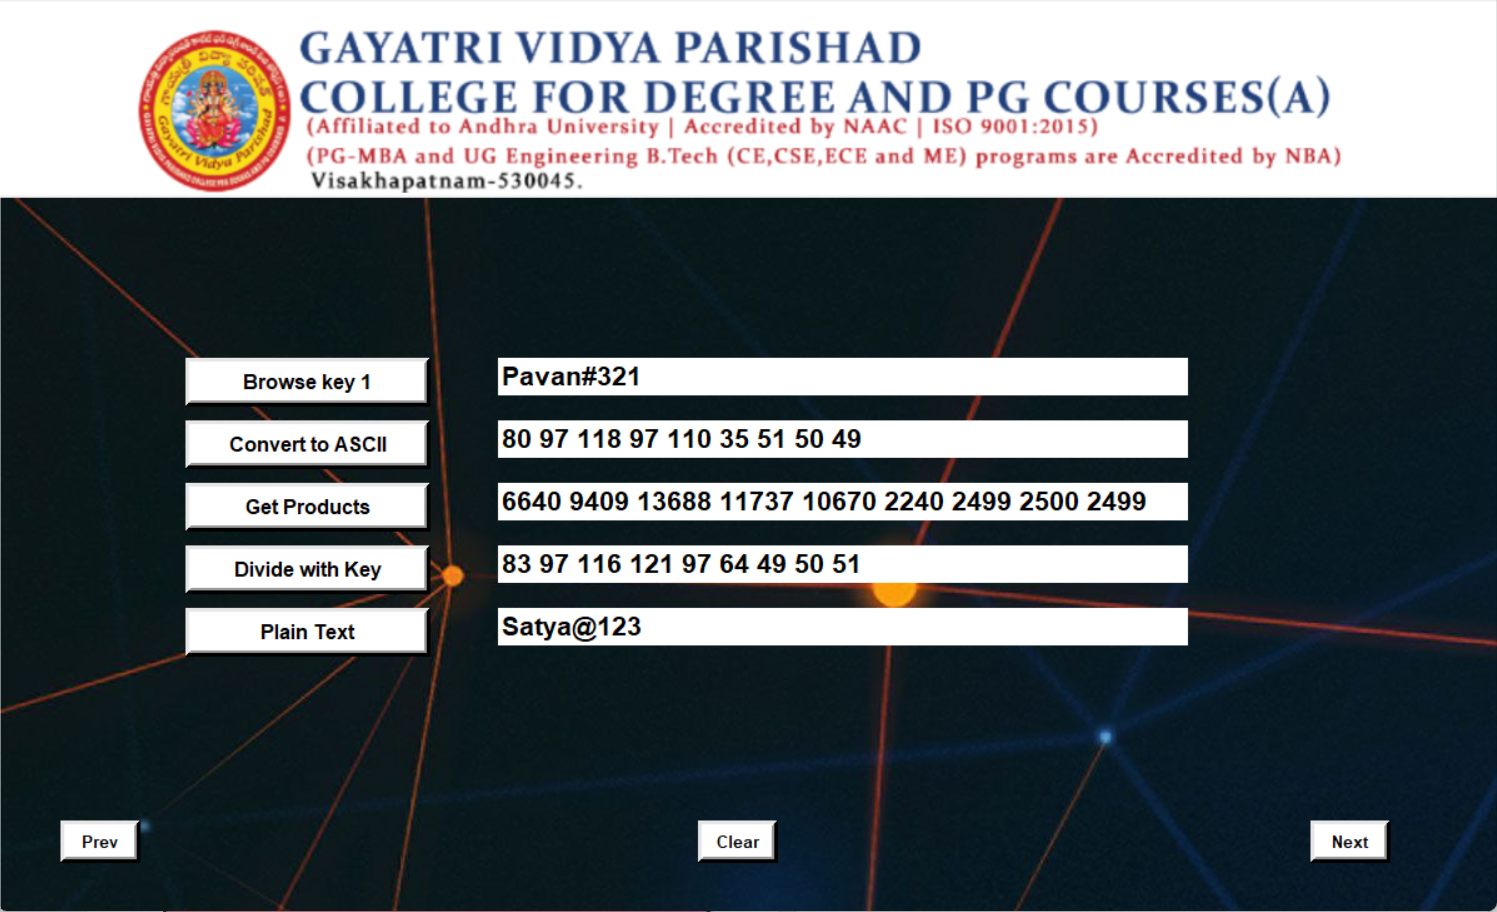 GAYATRI VIDYA PARISHAD
COLLEGE FOR DEGREE AND PG COURSES(A)
(Affiliated to Andhra University | Accredited by NAAC | ISO 9001:2015)
(PG-MBA and UG Engineering B.Tech (CE,CSE,ECE and ME) programs are Accredited by NBA)
Visakhapatnam-530045.
Gayatri Vidya Parishad
Browse key 1 Pavan#321
Convert to ASCII 80 97 118 97 110 35 51 50 49
Get Products 6640 9409 13688 11737 10670 2240 2499 2500 2499
Divide with Key 83 97 116 121 97 64 49 50 51
Plain Text Satya@123
Prev Clear Next